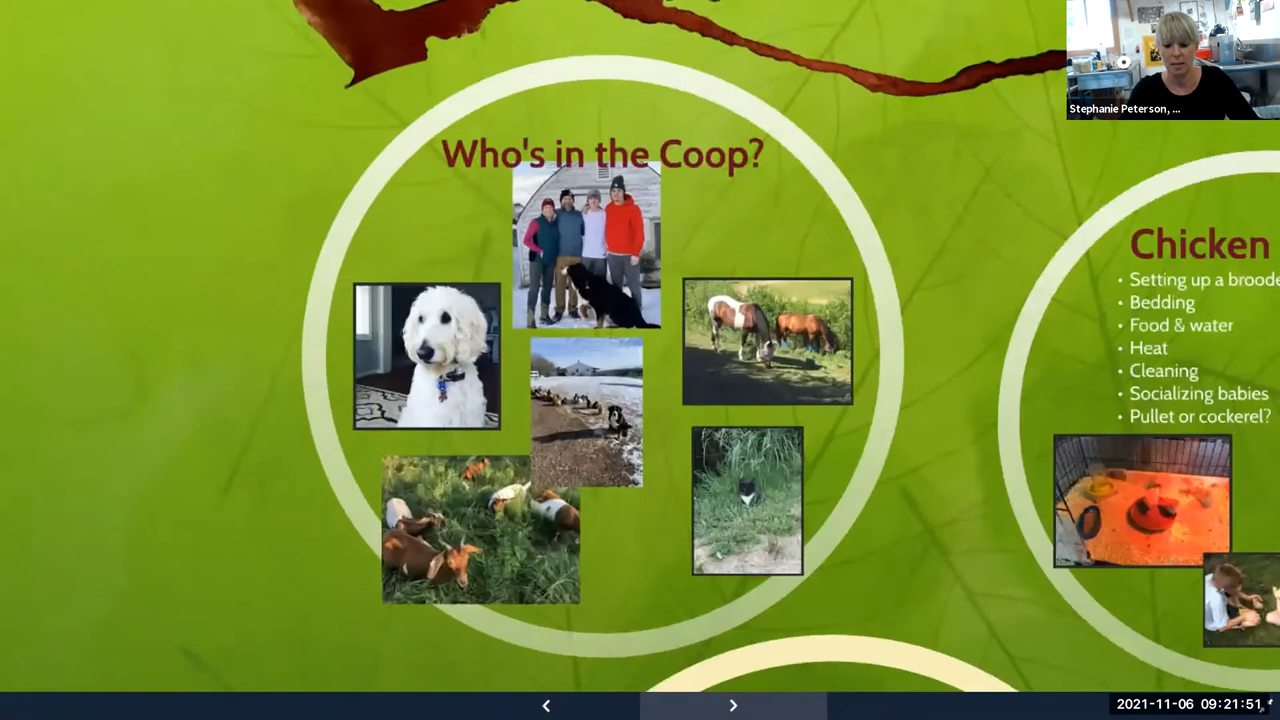 Stephanie Peterson, ...
Who's in the Coop?
Chicken
• Setting up a broode
• Bedding
• Food & water
• Heat
• Cleaning
• Socializing babies
• Pullet or cockerel?
2021-11-06 09:21:51